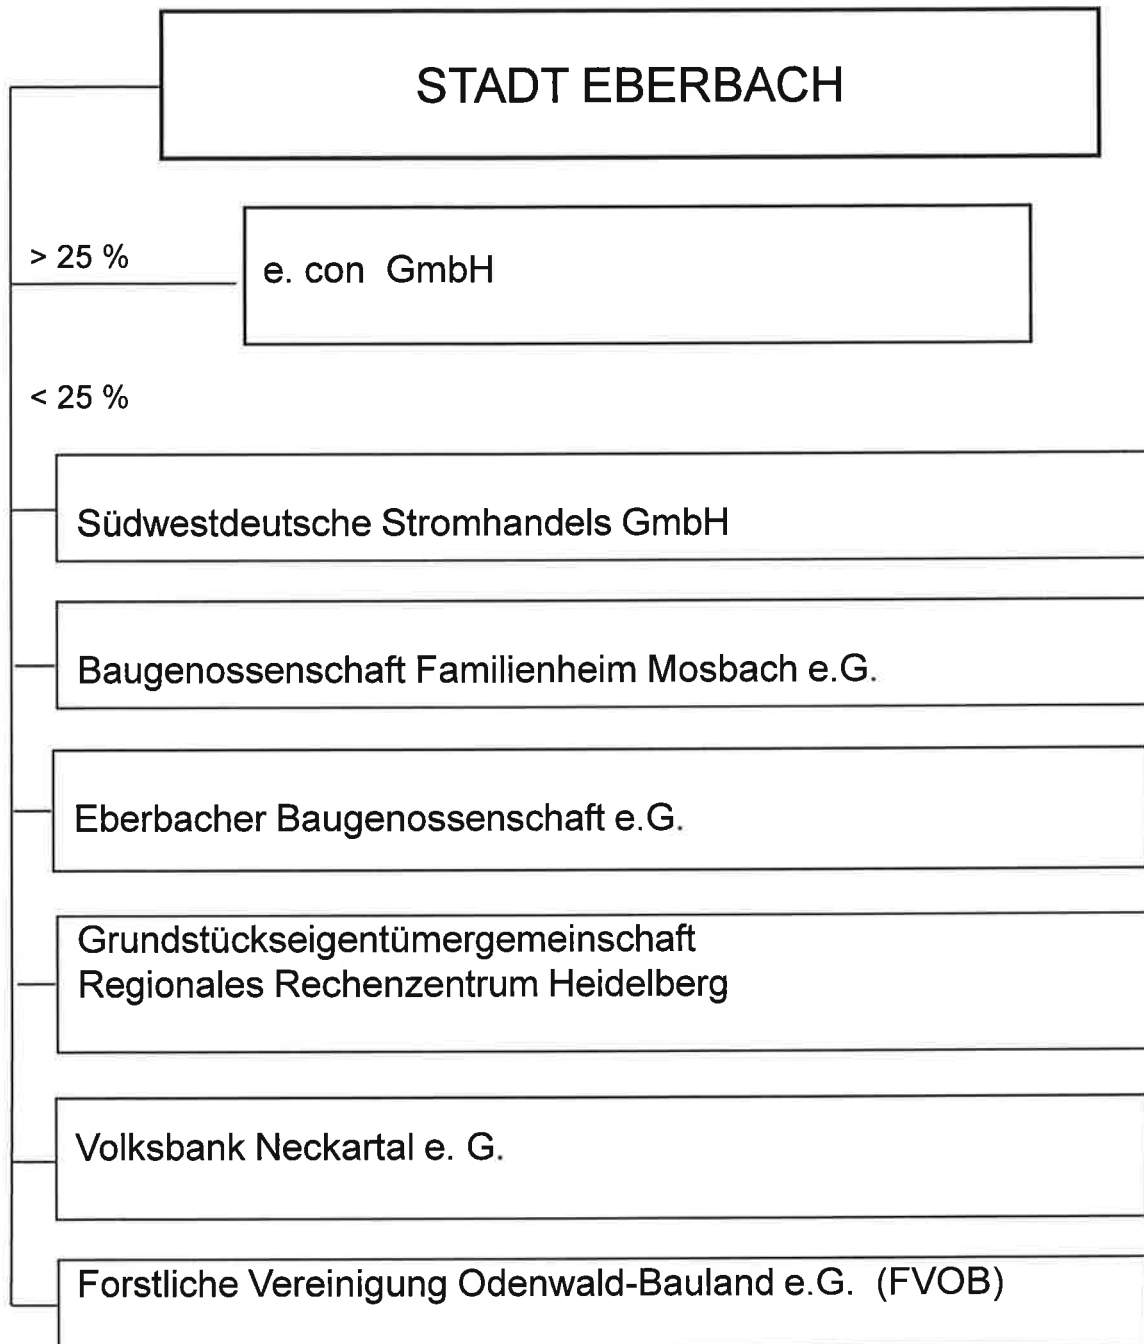 STADT EBERBACH
> 25 %
e. con GmbH
< 25 %
Südwestdeutsche Stromhandels GmbH
Baugenossenschaft Familienheim Mosbach e.G.
Eberbacher Baugenossenschaft e.G.
Grundstückseigentümergemeinschaft
Regionales Rechenzentrum Heidelberg
Volksbank Neckartal e. G.
Forstliche Vereinigung Odenwald-Bauland e.G. (FVOB)